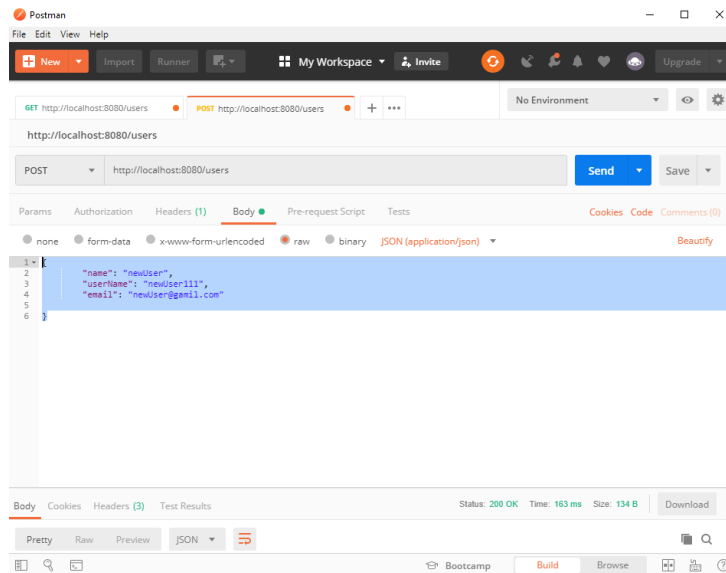 Postman
File Edit View Help
New Import Runner My Workspace Invite Upgrade
GET http://localhost:8080/users POST http://localhost:8080/users No Environment
http://localhost:8080/users
POST http://localhost:8080/users Send Save
Params Authorization Headers (1) Body Pre-request Script Tests Cookies Code Comments (0)
none form-data x-www-form-urlencoded raw binary JSON (application/json) Beautify
1 {
2 "name": "newUser",
3 "userName": "newUser111",
4 "email": "newUser@gamil.com"
5
6 }
Body Cookies Headers (3) Test Results Status: 200 OK Time: 163 ms Size: 134 B Download
Pretty Raw Preview JSON
Bootcamp Build Browse